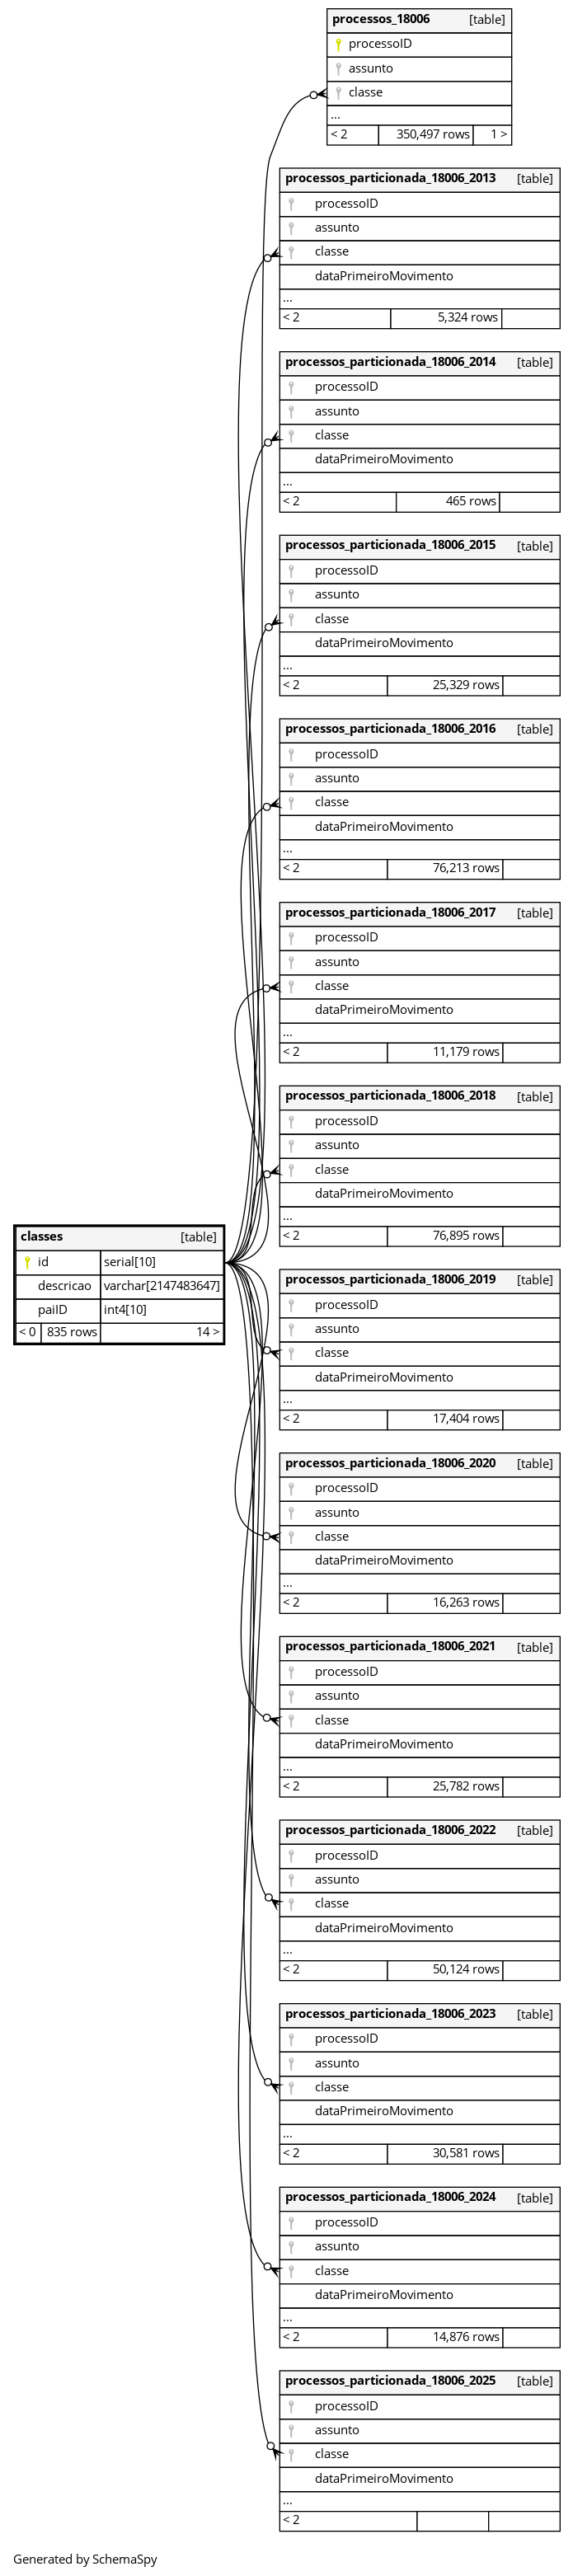 processos_18006 [table]
processoID
assunto
classe
...
< 2 350,497 rows 1 >
processos_particionada_18006_2013 [table]
processoID
assunto
classe
dataPrimeiroMovimento
...
< 2 5,324 rows
processos_particionada_18006_2014 [table]
processoID
assunto
classe
dataPrimeiroMovimento
...
< 2 465 rows
processos_particionada_18006_2015 [table]
processoID
assunto
classe
dataPrimeiroMovimento
...
< 2 25,329 rows
processos_particionada_18006_2016 [table]
processoID
assunto
classe
dataPrimeiroMovimento
...
< 2 76,213 rows
processos_particionada_18006_2017 [table]
processoID
assunto
classe
dataPrimeiroMovimento
...
< 2 11,179 rows
processos_particionada_18006_2018 [table]
processoID
assunto
classe
dataPrimeiroMovimento
...
< 2 76,895 rows
classes [table]
id serial[10]
descricao varchar[2147483647]
paiID int4[10]
< 0 835 rows 14 >
processos_particionada_18006_2019 [table]
processoID
assunto
classe
dataPrimeiroMovimento
...
< 2 17,404 rows
processos_particionada_18006_2020 [table]
processoID
assunto
classe
dataPrimeiroMovimento
...
< 2 16,263 rows
processos_particionada_18006_2021 [table]
processoID
assunto
classe
dataPrimeiroMovimento
...
< 2 25,782 rows
processos_particionada_18006_2022 [table]
processoID
assunto
classe
dataPrimeiroMovimento
...
< 2 50,124 rows
processos_particionada_18006_2023 [table]
processoID
assunto
classe
dataPrimeiroMovimento
...
< 2 30,581 rows
processos_particionada_18006_2024 [table]
processoID
assunto
classe
dataPrimeiroMovimento
...
< 2 14,876 rows
processos_particionada_18006_2025 [table]
processoID
assunto
classe
dataPrimeiroMovimento
...
< 2
Generated by SchemaSpy